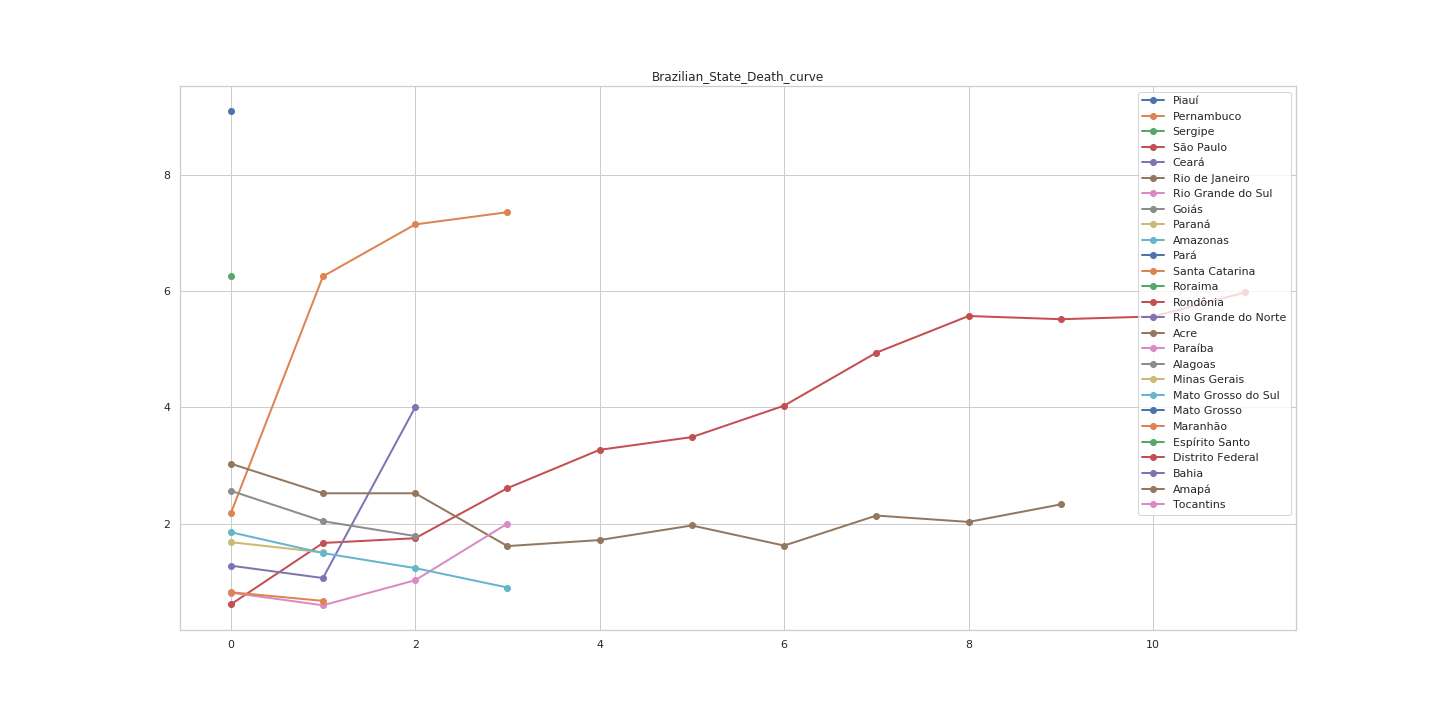 Brazilian_State_Death_curve
8
6
4
2
0
2
4
6
8
10
Piauí
Pernambuco
Sergipe
São Paulo
Ceará
Rio de Janeiro
Rio Grande do Sul
Goiás
Paraná
Amazonas
Pará
Santa Catarina
Roraima
Rondônia
Rio Grande do Norte
Acre
Paraíba
Alagoas
Minas Gerais
Mato Grosso do Sul
Mato Grosso
Maranhão
Espírito Santo
Distrito Federal
Bahia
Amapá
Tocantins